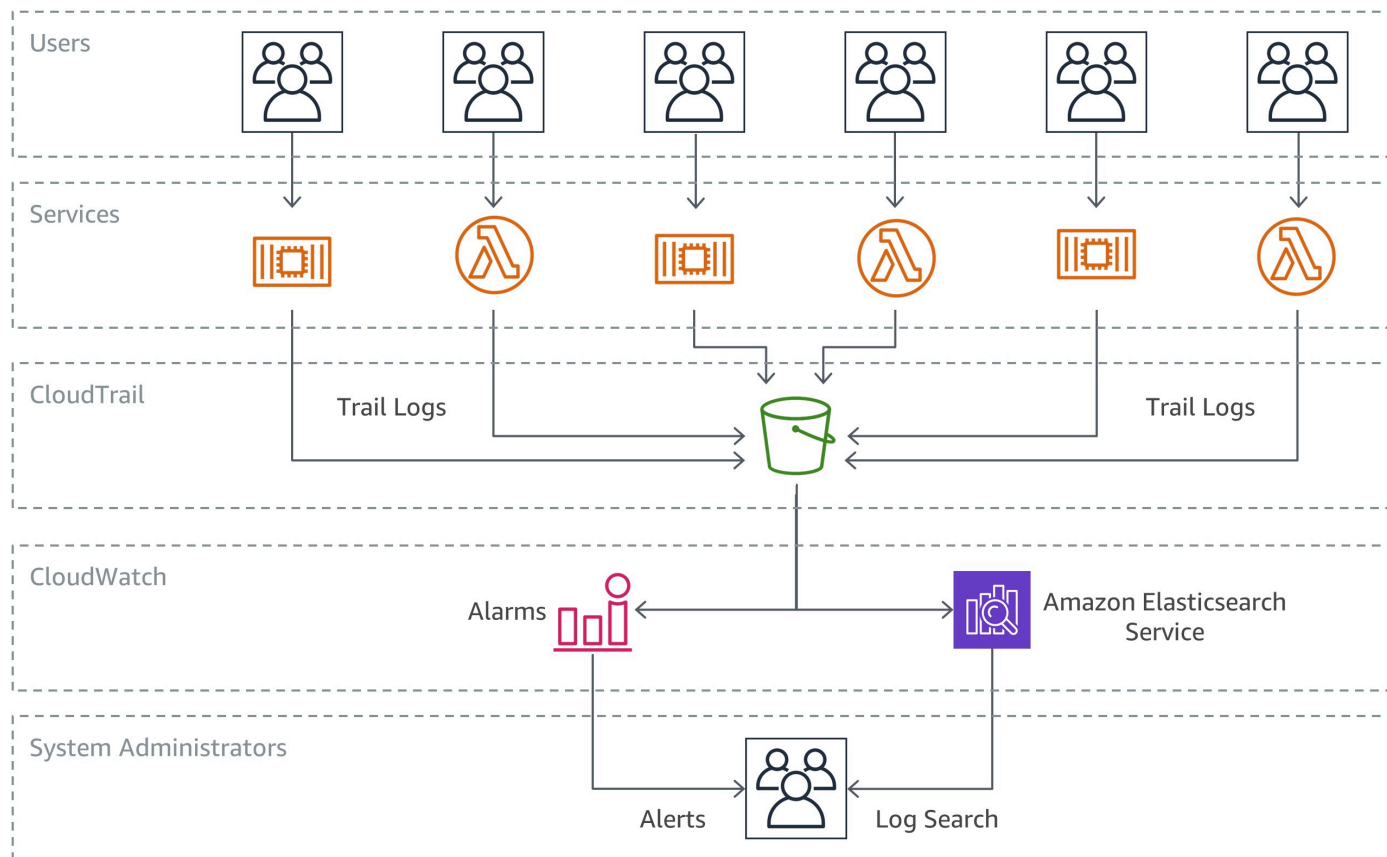 Users
Services
CloudTrail
Trail Logs
Trail Logs
CloudWatch
Alarms
Amazon Elasticsearch
Service
System Administrators
Alerts
Log Search